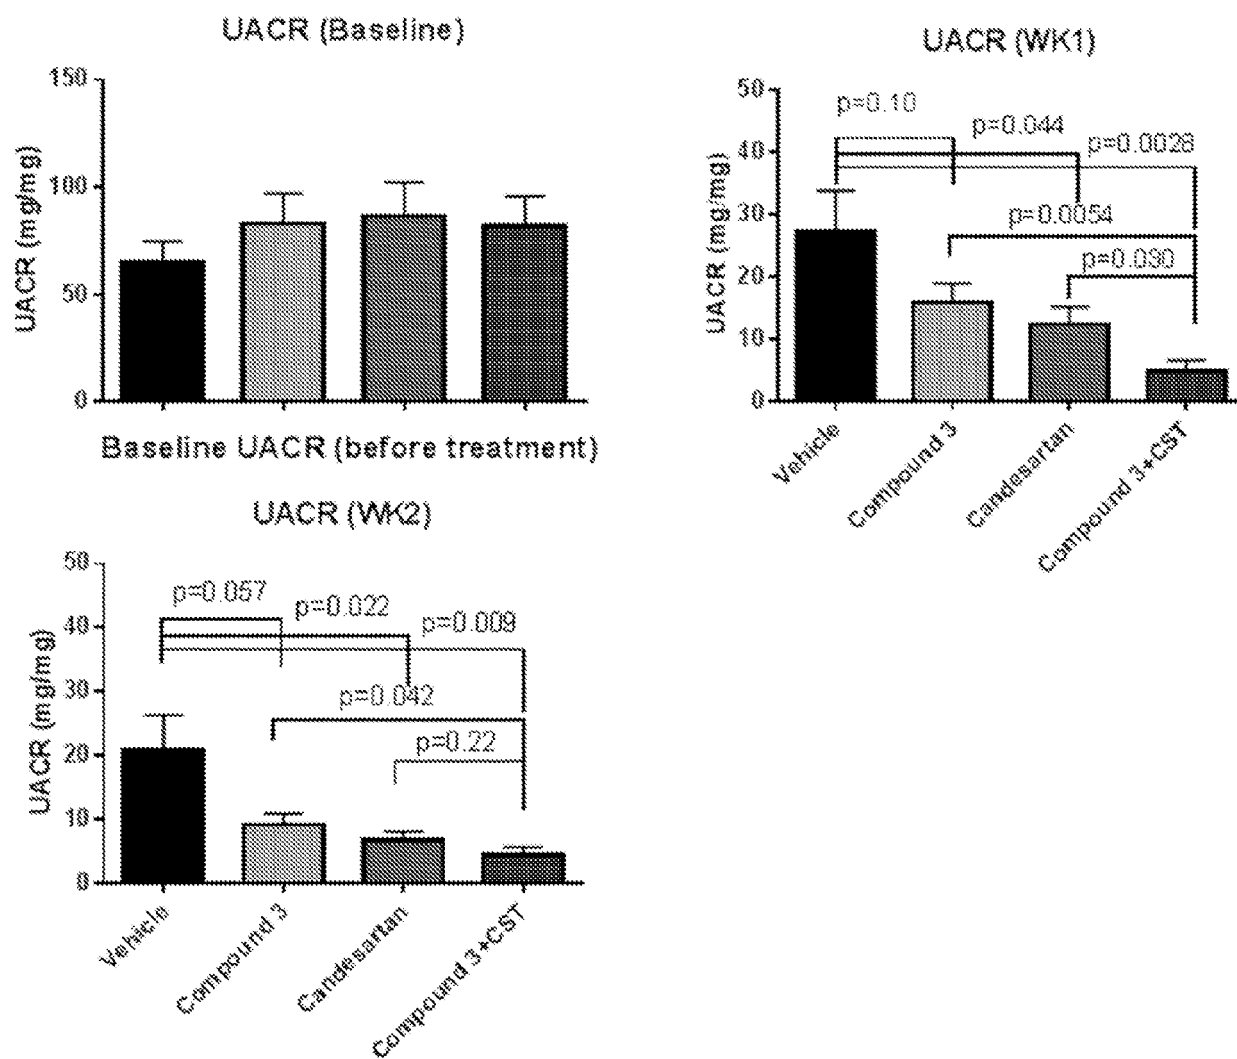 UACR (Baseline)
UACR (mg/mg)
150
100
50
0
Baseline UACR (before treatment)
UACR (WK1)
UACR (mg/mg)
50
40
30
20
10
0
p=0.10
p=0.044
p=0.0028
p=0.0054
p=0.030
Vehicle
Compound 3
Candesartan
Compound 3+CST
UACR (WK2)
UACR (mg/mg)
50
40
30
20
10
0
p=0.057
p=0.022
p=0.009
p=0.042
p=0.22
Vehicle
Compound 3
Candesartan
Compound 3+CST